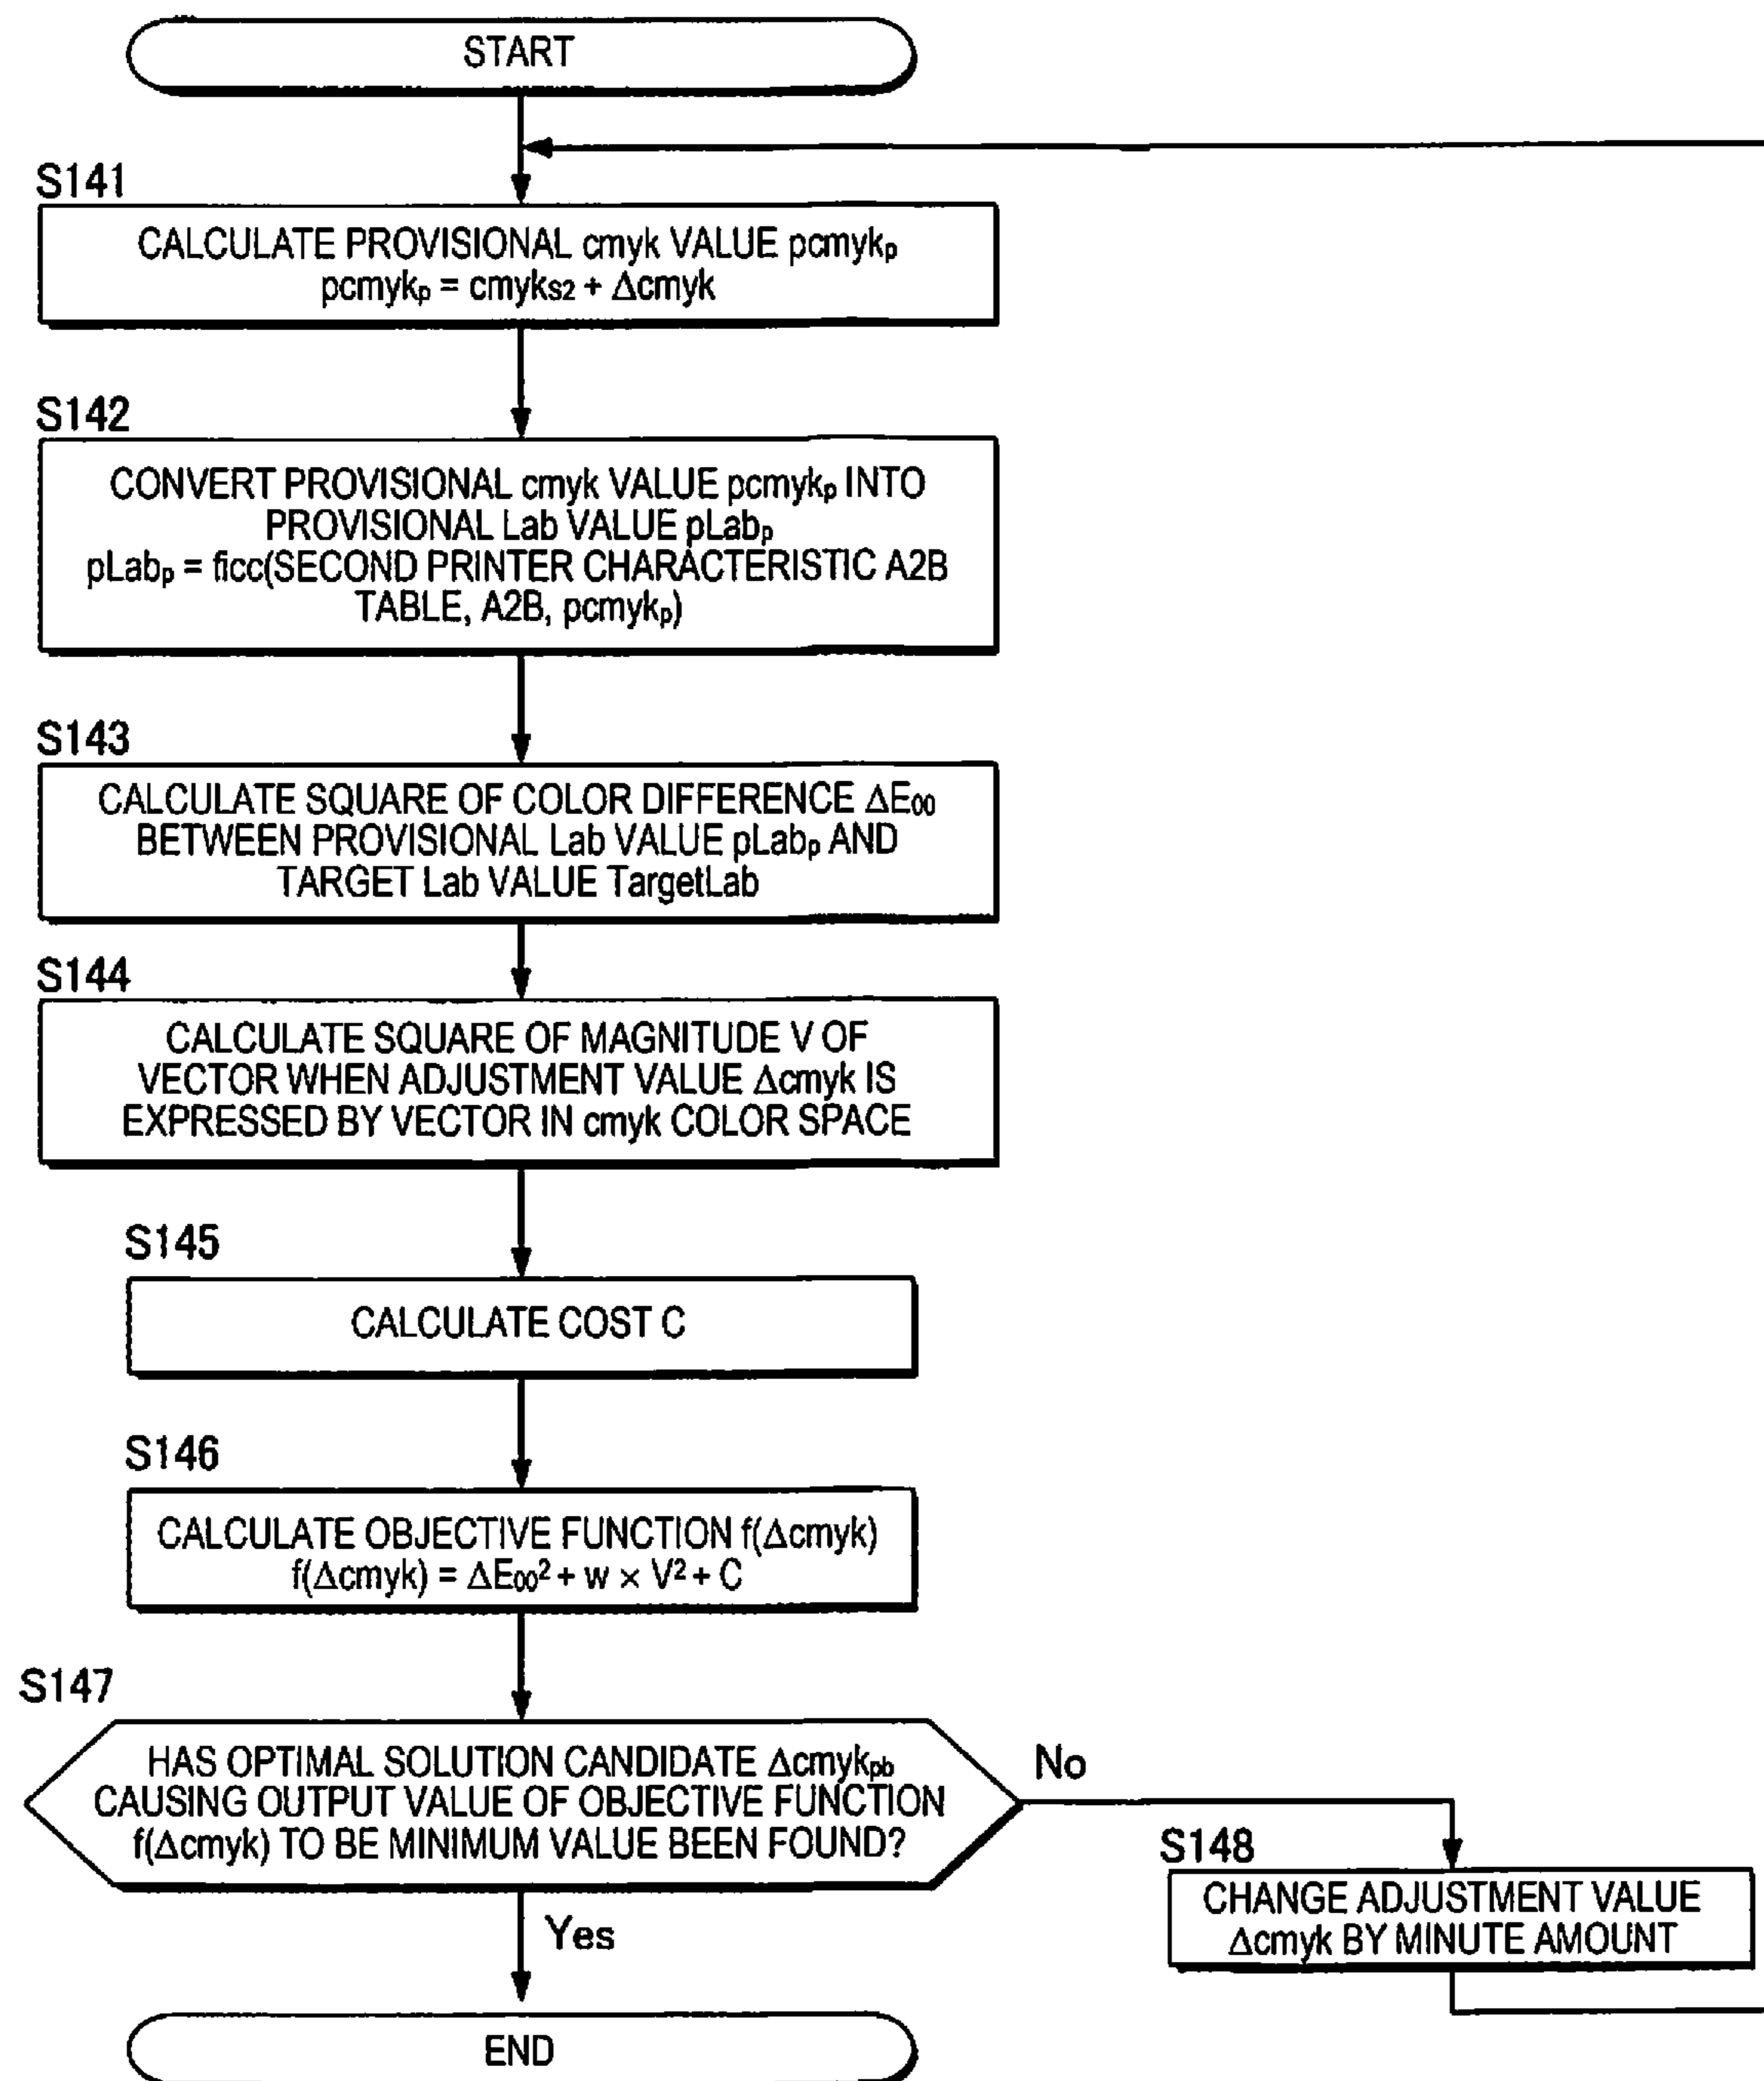 START
S141
CALCULATE PROVISIONAL cmyk VALUE pcmykₚ
pcmykₚ = cmyks2 + Δcmyk
S142
CONVERT PROVISIONAL cmyk VALUE pcmykₚ INTO
PROVISIONAL Lab VALUE pLabₚ
pLabₚ = ficc(SECOND PRINTER CHARACTERISTIC A2B
TABLE, A2B, pcmykₚ)
S143
CALCULATE SQUARE OF COLOR DIFFERENCE ΔE₀₀
BETWEEN PROVISIONAL Lab VALUE pLabₚ AND
TARGET Lab VALUE TargetLab
S144
CALCULATE SQUARE OF MAGNITUDE V OF
VECTOR WHEN ADJUSTMENT VALUE Δcmyk IS
EXPRESSED BY VECTOR IN cmyk COLOR SPACE
S145
CALCULATE COST C
S146
CALCULATE OBJECTIVE FUNCTION f(Δcmyk)
f(Δcmyk) = ΔE₀₀² + w × V² + C
S147
HAS OPTIMAL SOLUTION CANDIDATE Δcmykpb
CAUSING OUTPUT VALUE OF OBJECTIVE FUNCTION
f(Δcmyk) TO BE MINIMUM VALUE BEEN FOUND?
No
S148
CHANGE ADJUSTMENT VALUE
Δcmyk BY MINUTE AMOUNT
Yes
END